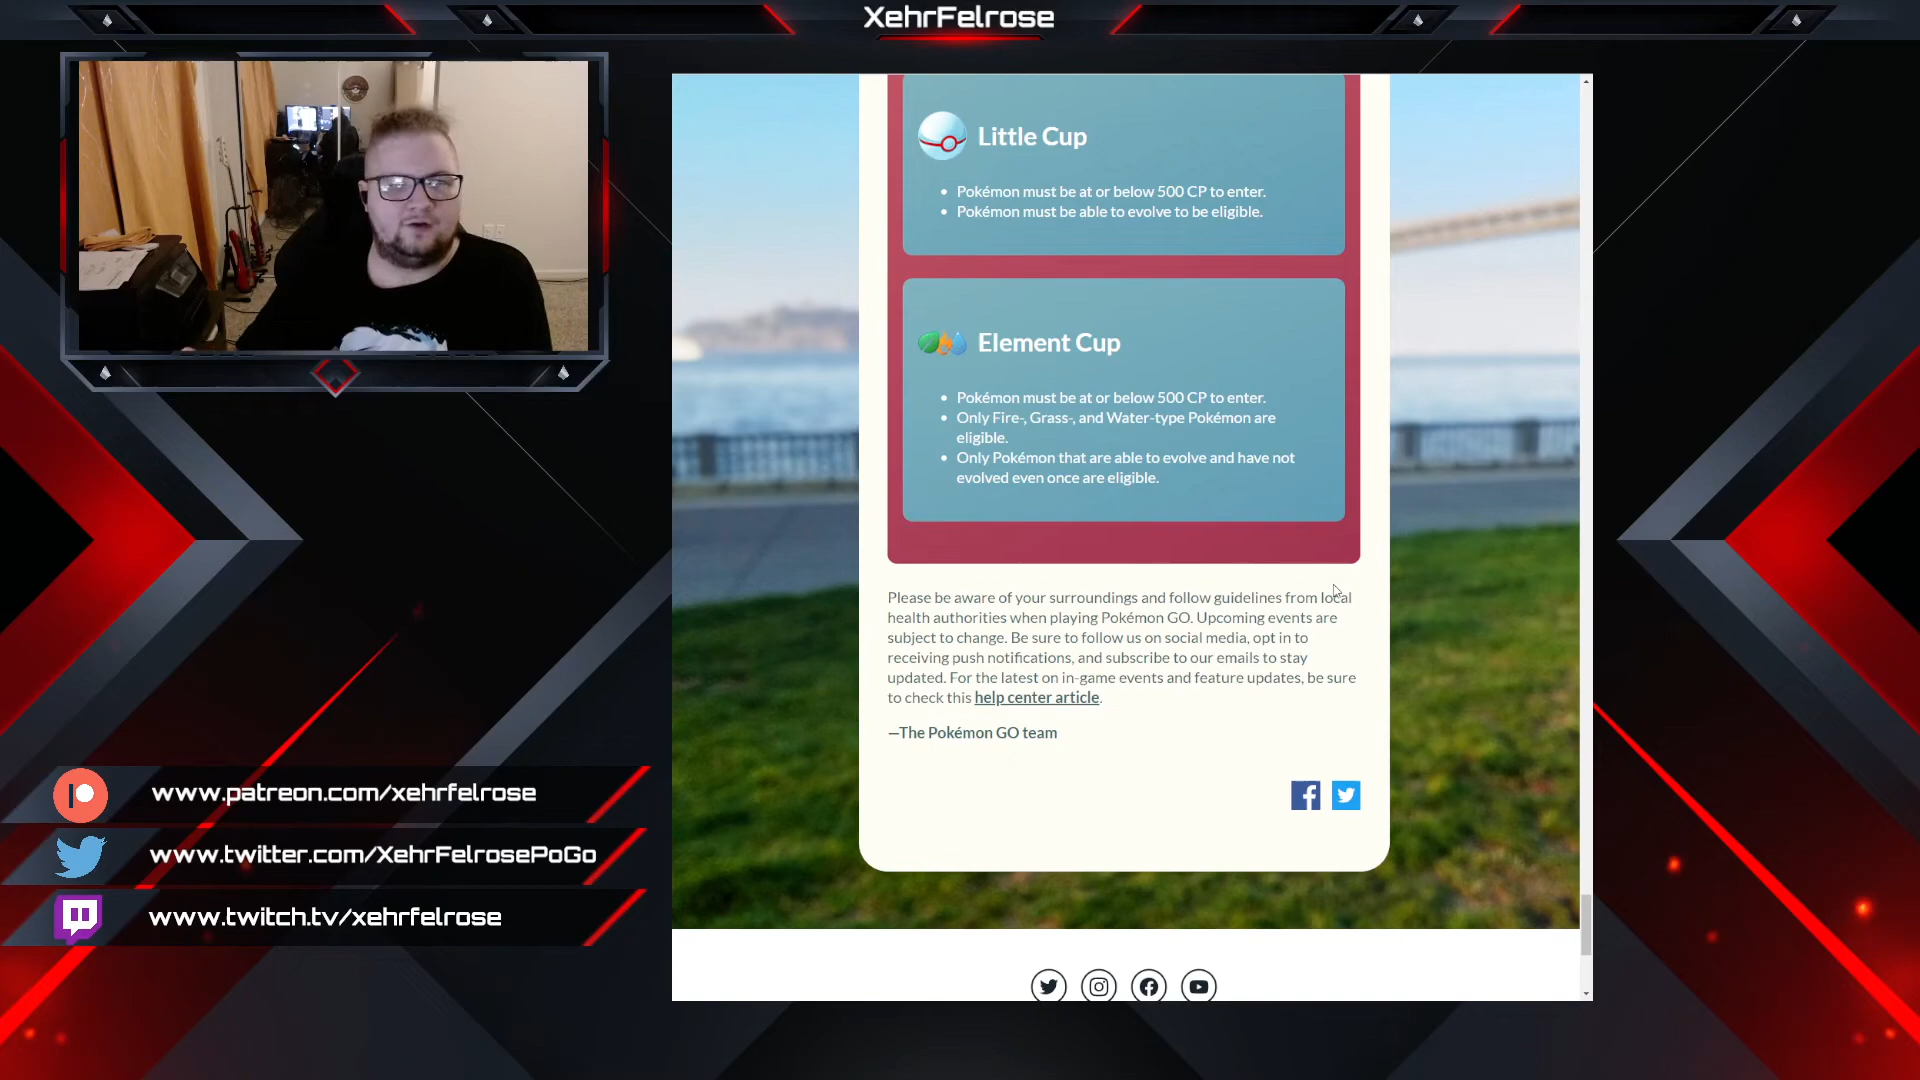 XehrFelrose
Little Cup
• Pokémon must be at or below 500 CP to enter.
• Pokémon must be able to evolve to be eligible.
Element Cup
• Pokémon must be at or below 500 CP to enter.
• Only Fire-, Grass-, and Water-type Pokémon are
eligible.
• Only Pokémon that are able to evolve and have not
evolved even once are eligible.
Please be aware of your surroundings and follow guidelines from local
health authorities when playing Pokémon GO. Upcoming events are
subject to change. Be sure to follow us on social media, opt in to
receiving push notifications, and subscribe to our emails to stay
updated. For the latest on in-game events and feature updates, be sure
to check this help center article.
—The Pokémon GO team
www.patreon.com/xehrfelrose
www.twitter.com/XehrFelrosePoGo
www.twitch.tv/xehrfelrose